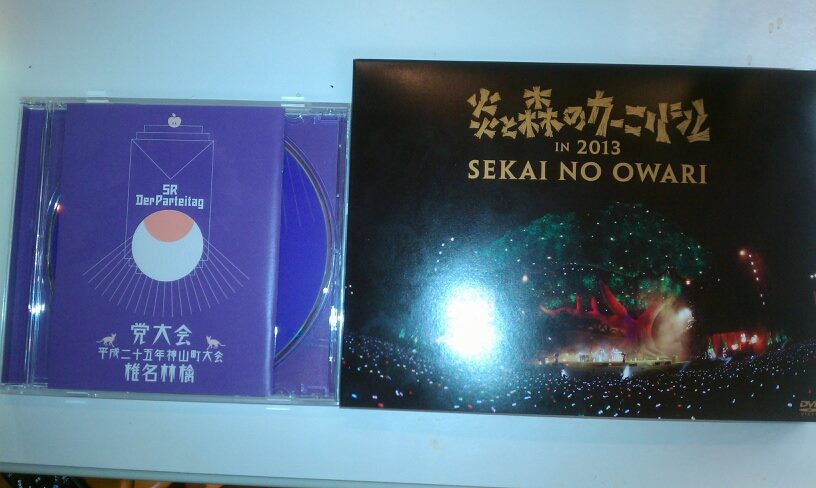 SR
Der Parteitag
党大会
平成二十五年神山町大会
椎名林檎
炎と森のカーニバル
IN 2013
SEKAI NO OWARI
DVD